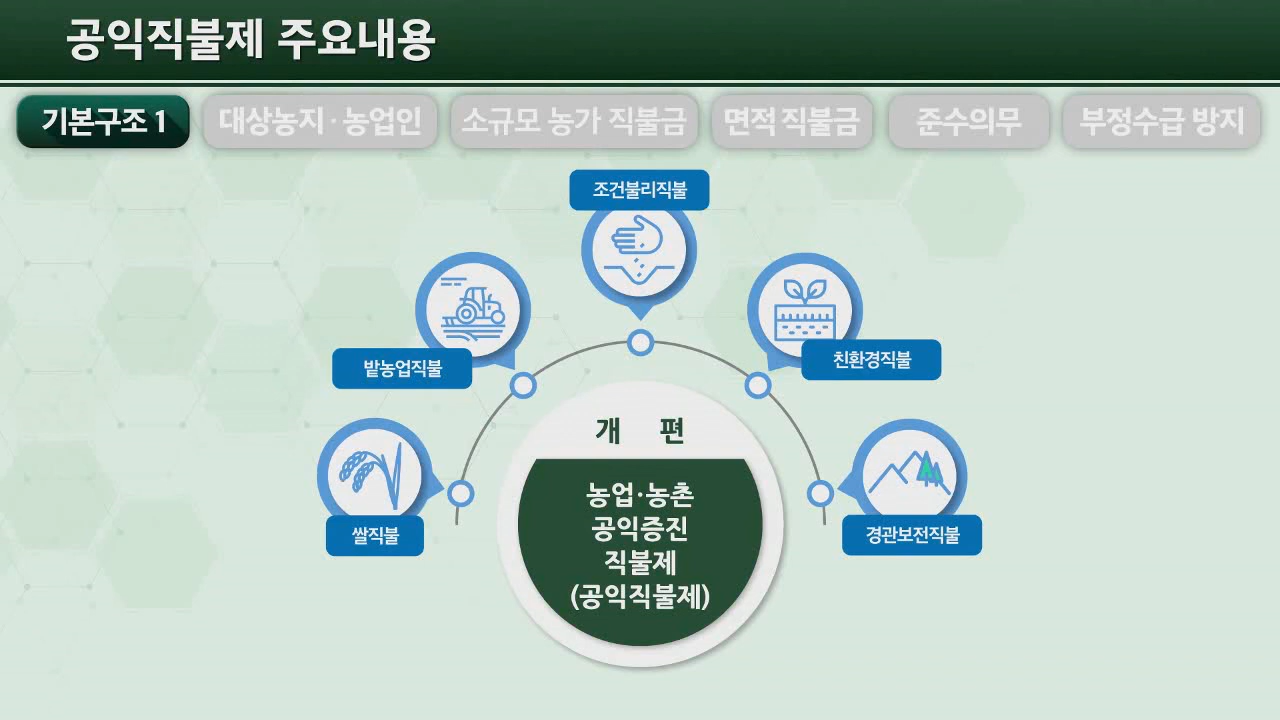 공익직불제 주요내용
기본구조 1
대상농지 · 농업인
소규모 농가 직불금
면적 직불금
준수의무
부정수급 방지
조건불리직불
밭농업직불
친환경직불
쌀직불
경관보전직불
개 편
농업·농촌
공익증진
직불제
(공익직불제)